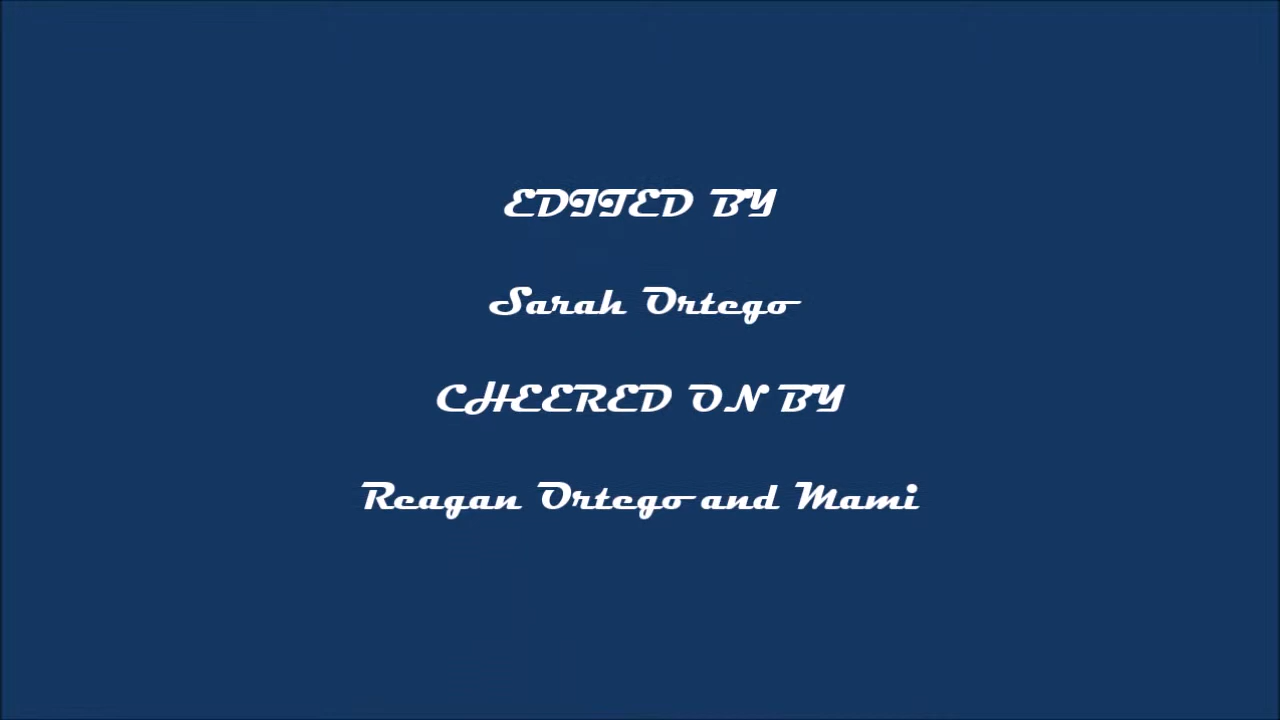 EDITED BY
Sarah Ortego
CHEERED ON BY
Reagan Ortego and Mami